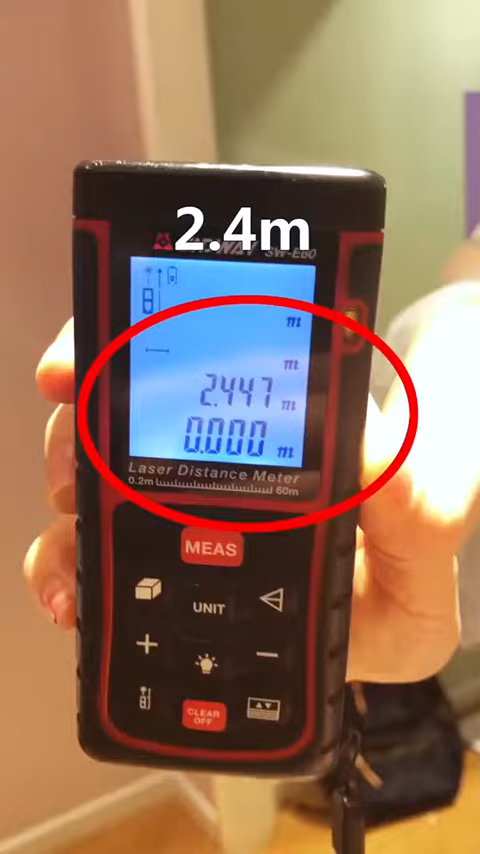 2.4m
SW-E80
m
m
2.447 m
0.000 m
Laser Distance Meter
0.2m 60m
MEAS
UNIT
+
−
CLEAR
OFF